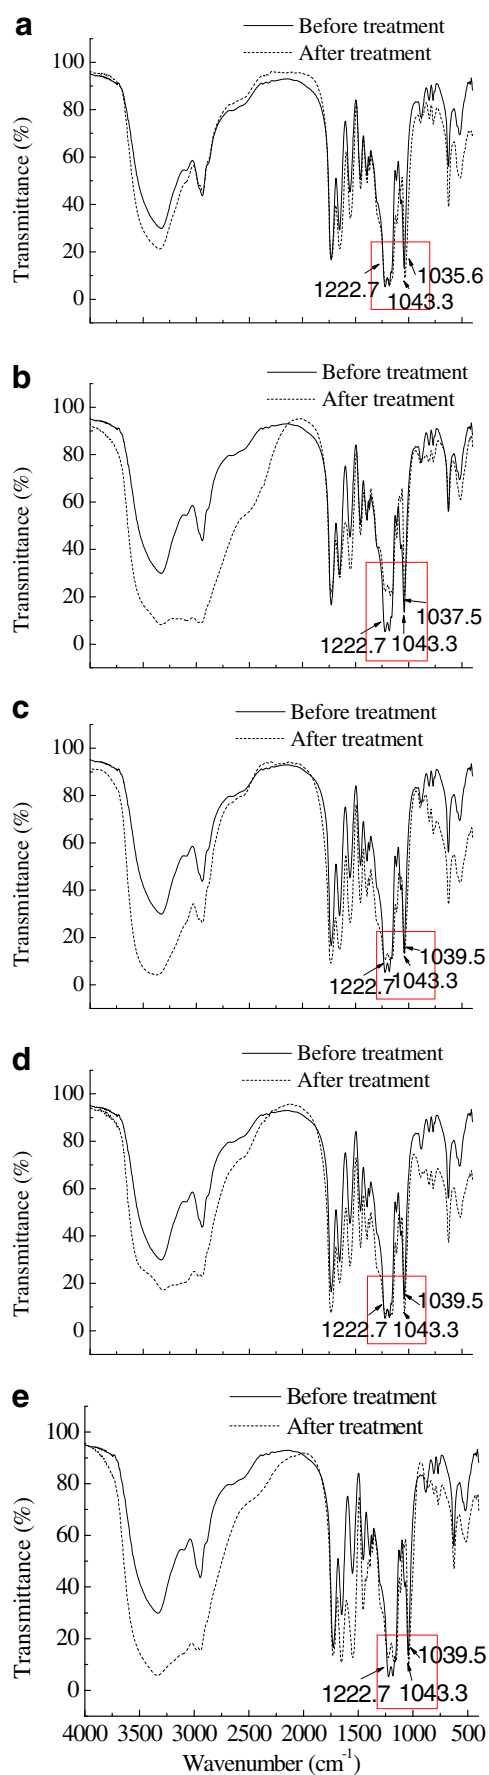 a
Before treatment
After treatment
100
80
60
40
20
0
Transmittance (%)
1222.7
1035.6
1043.3
b
Before treatment
After treatment
100
80
60
40
20
0
Transmittance (%)
1222.7
1037.5
1043.3
c
Before treatment
After treatment
100
80
60
40
20
0
Transmittance (%)
1222.7
1039.5
1043.3
d
Before treatment
After treatment
100
80
60
40
20
0
Transmittance (%)
1222.7
1039.5
1043.3
e
Before treatment
After treatment
100
80
60
40
20
0
Transmittance (%)
1222.7
1039.5
1043.3
4000 3500 3000 2500 2000 1500 1000 500
Wavenumber (cm⁻¹)